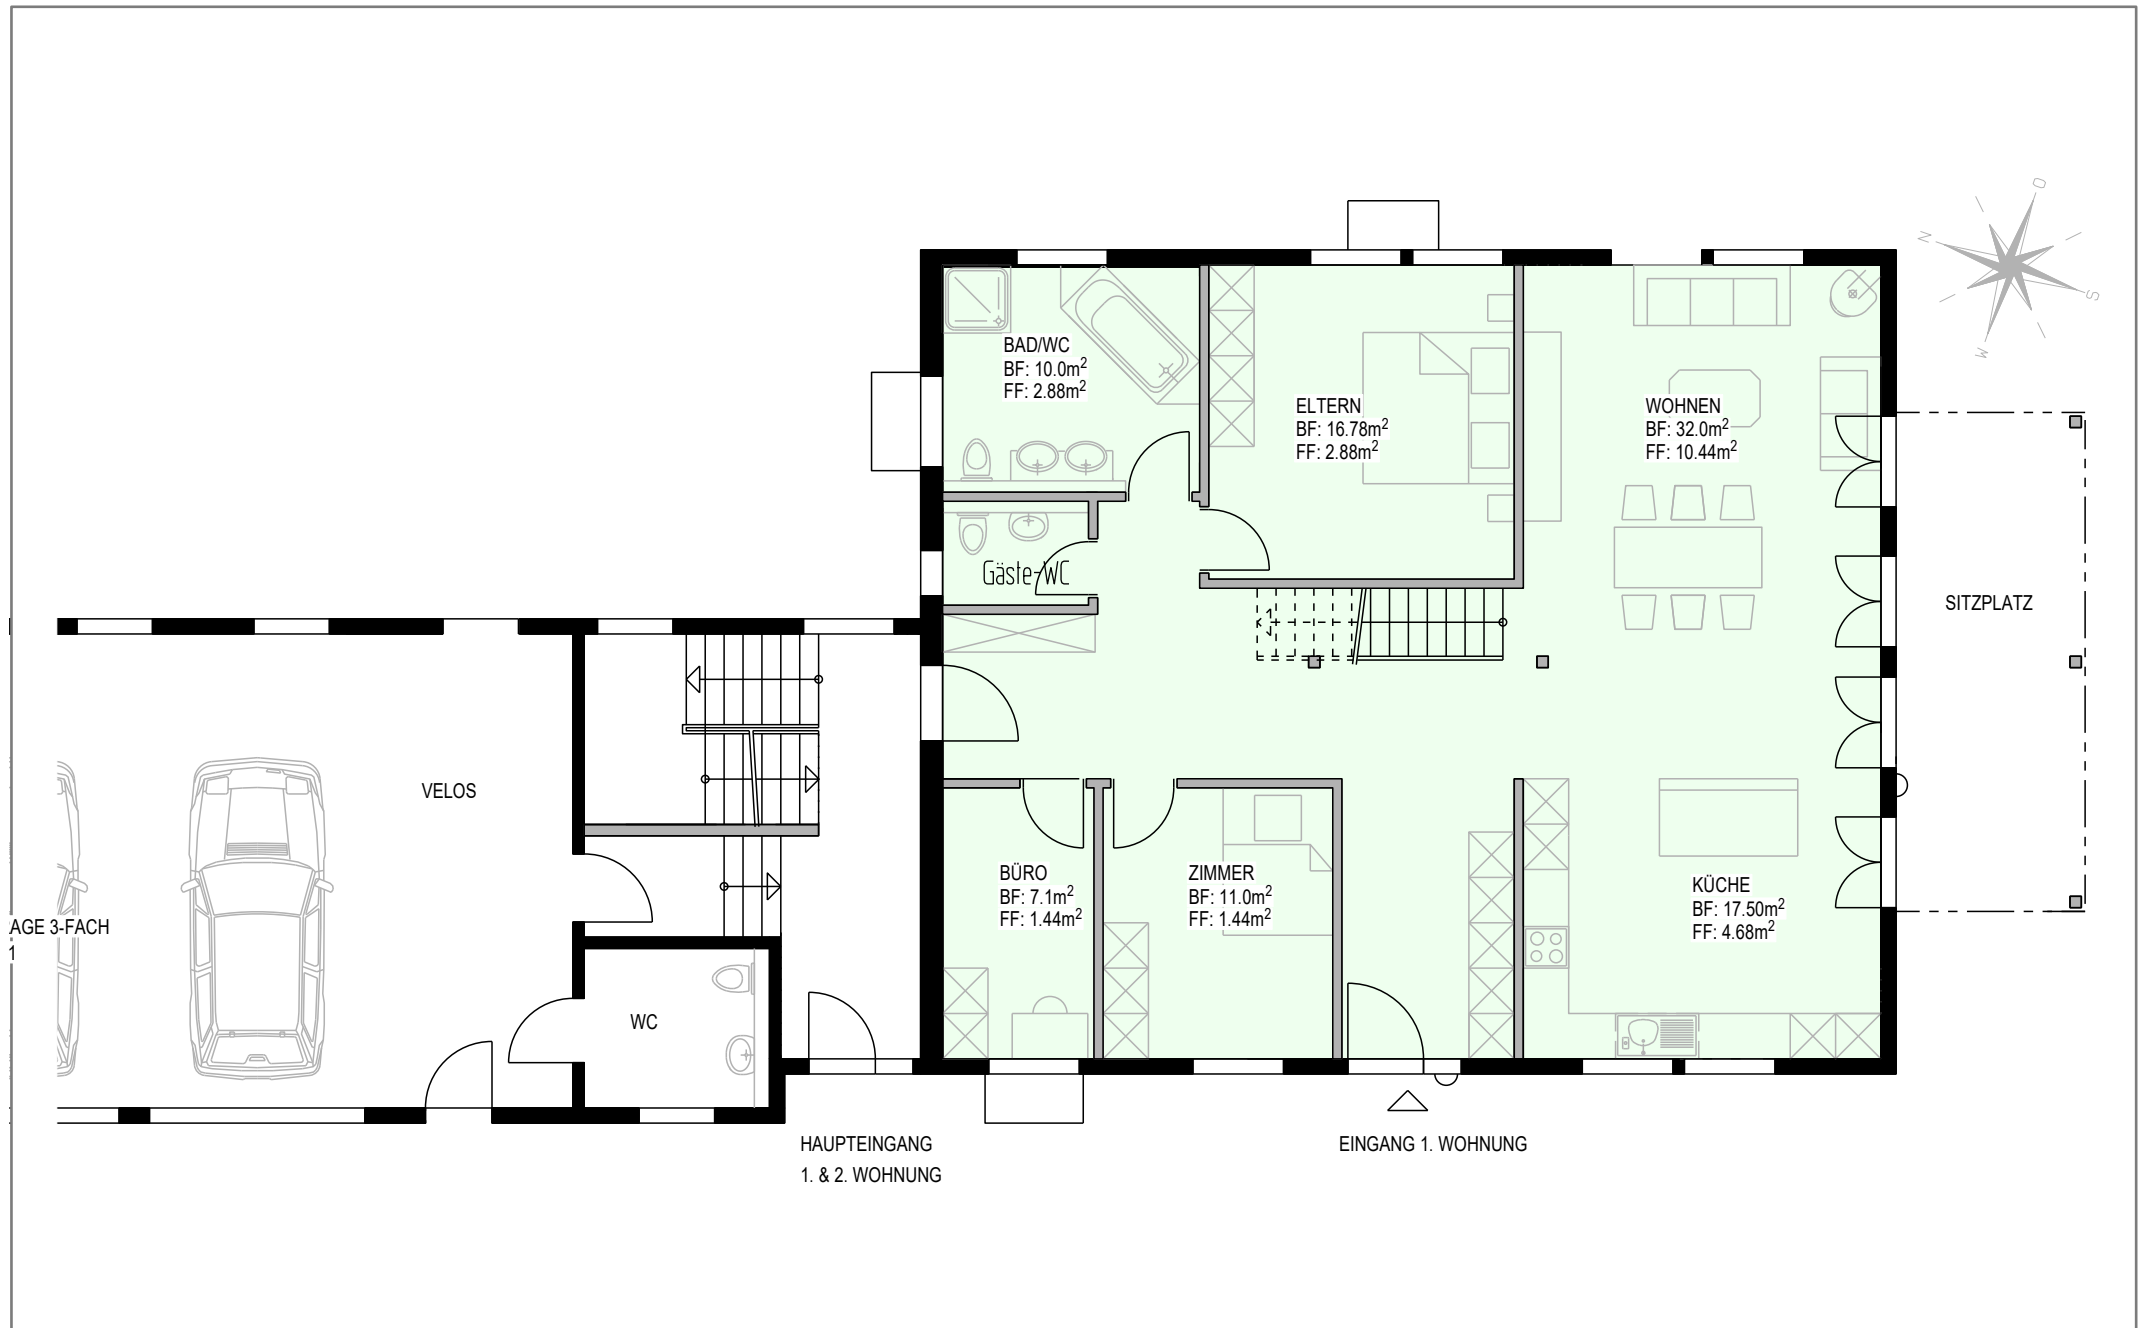 O
N
S
W
BAD/WC
BF: 10.0m²
FF: 2.88m²
ELTERN
BF: 16.78m²
FF: 2.88m²
WOHNEN
BF: 32.0m²
FF: 10.44m²
Gäste-WC
SITZPLATZ
VELOS
BÜRO
BF: 7.1m²
FF: 1.44m²
ZIMMER
BF: 11.0m²
FF: 1.44m²
KÜCHE
BF: 17.50m²
FF: 4.68m²
AGE 3-FACH
1
WC
HAUPTEINGANG
1. & 2. WOHNUNG
EINGANG 1. WOHNUNG